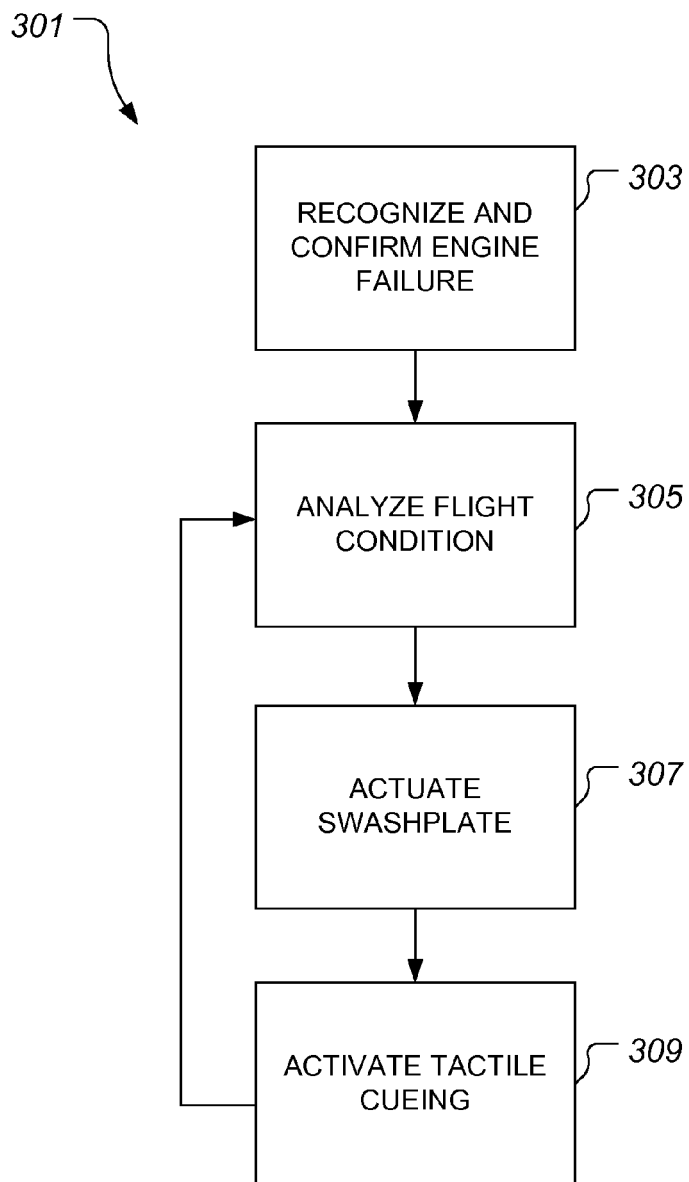 301
303
RECOGNIZE AND
CONFIRM ENGINE
FAILURE
305
ANALYZE FLIGHT
CONDITION
307
ACTUATE
SWASHPLATE
309
ACTIVATE TACTILE
CUEING